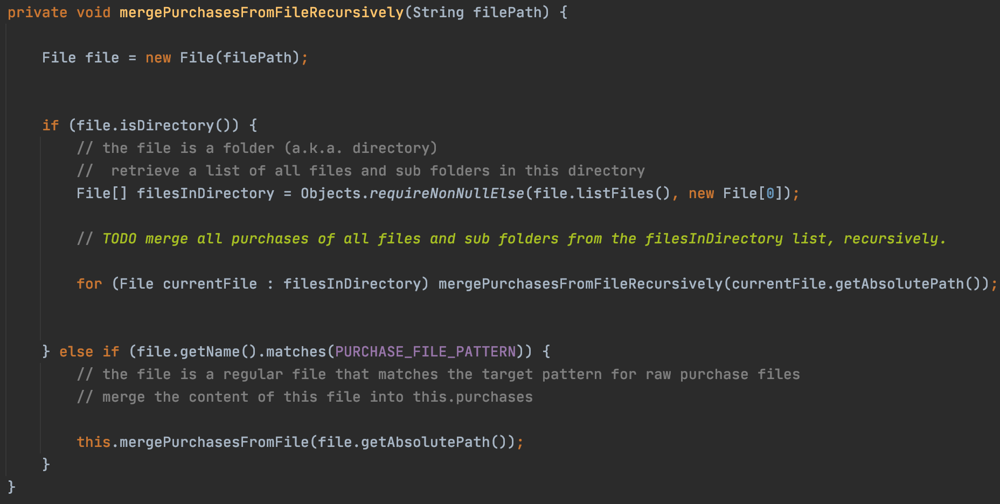 private void mergePurchasesFromFileRecursively(String filePath) {
File file = new File(filePath);
if (file.isDirectory()) {
// the file is a folder (a.k.a. directory)
//  retrieve a list of all files and sub folders in this directory
File[] filesInDirectory = Objects.requireNonNullElse(file.listFiles(), new File[0]);
// TODO merge all purchases of all files and sub folders from the filesInDirectory list, recursively.
for (File currentFile : filesInDirectory) mergePurchasesFromFileRecursively(currentFile.getAbsolutePath());
} else if (file.getName().matches(PURCHASE_FILE_PATTERN)) {
// the file is a regular file that matches the target pattern for raw purchase files
// merge the content of this file into this.purchases
this.mergePurchasesFromFile(file.getAbsolutePath());
}
}